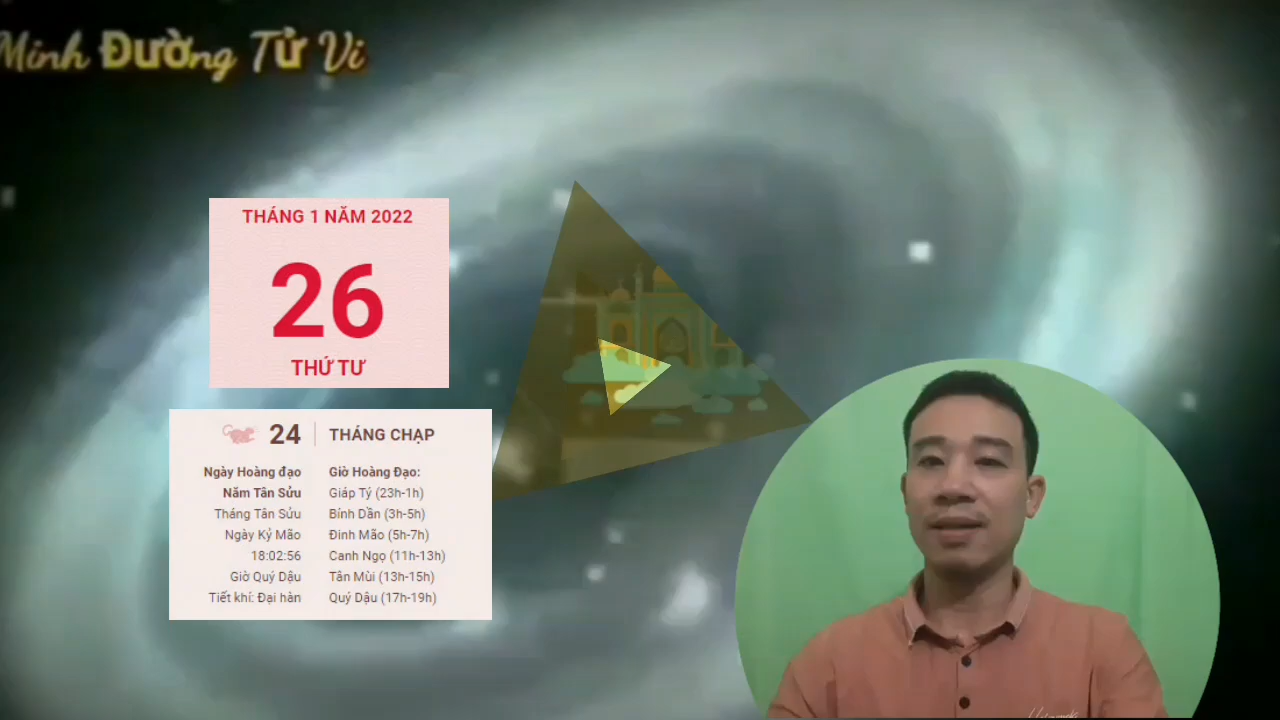 Minh Đường Tử Vi
THÁNG 1 NĂM 2022
26
THỨ TƯ
24 THÁNG CHẠP
Ngày Hoàng đạo
Năm Tân Sửu
Tháng Tân Sửu
Ngày Kỷ Mão
18:02:56
Giờ Quý Dậu
Tiết khí: Đại hàn
Giờ Hoàng Đạo:
Giáp Tý (23h-1h)
Bính Dần (3h-5h)
Đinh Mão (5h-7h)
Canh Ngọ (11h-13h)
Tân Mùi (13h-15h)
Quý Dậu (17h-19h)